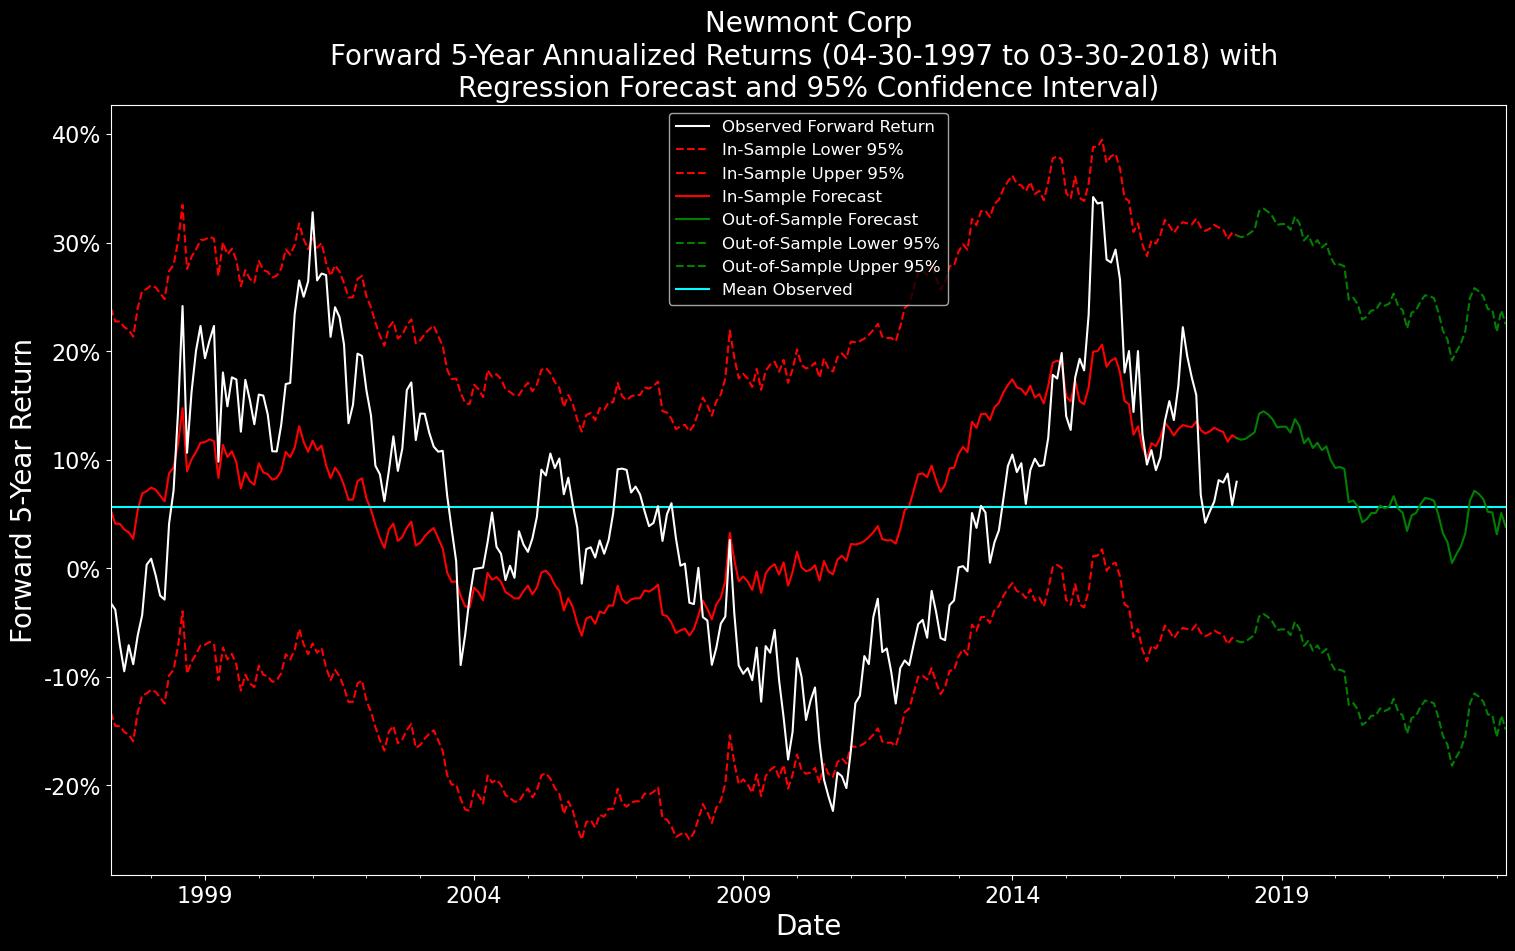 Newmont Corp
Forward 5-Year Annualized Returns (04-30-1997 to 03-30-2018) with
Regression Forecast and 95% Confidence Interval)
Forward 5-Year Return
40%
30%
20%
10%
0%
-10%
-20%
Observed Forward Return
In-Sample Lower 95%
In-Sample Upper 95%
In-Sample Forecast
Out-of-Sample Forecast
Out-of-Sample Lower 95%
Out-of-Sample Upper 95%
Mean Observed
1999
2004
2009
2014
2019
Date